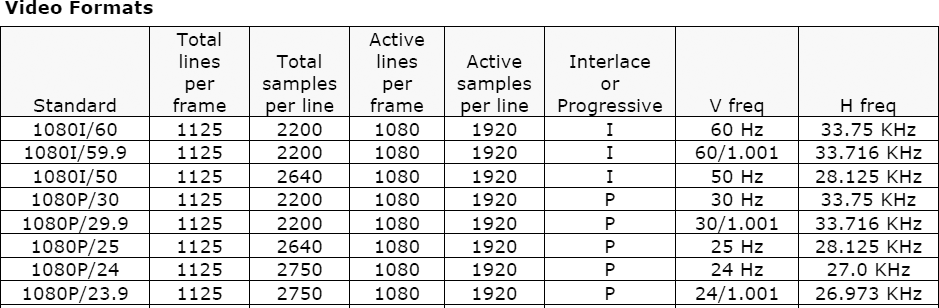 Video Formats
Standard Total lines per frame Total samples per line Active lines per frame Active samples per line Interlace or Progressive V freq H freq
1080I/60 1125 2200 1080 1920 I 60 Hz 33.75 KHz
1080I/59.9 1125 2200 1080 1920 I 60/1.001 33.716 KHz
1080I/50 1125 2640 1080 1920 I 50 Hz 28.125 KHz
1080P/30 1125 2200 1080 1920 P 30 Hz 33.75 KHz
1080P/29.9 1125 2200 1080 1920 P 30/1.001 33.716 KHz
1080P/25 1125 2640 1080 1920 P 25 Hz 28.125 KHz
1080P/24 1125 2750 1080 1920 P 24 Hz 27.0 KHz
1080P/23.9 1125 2750 1080 1920 P 24/1.001 26.973 KHz